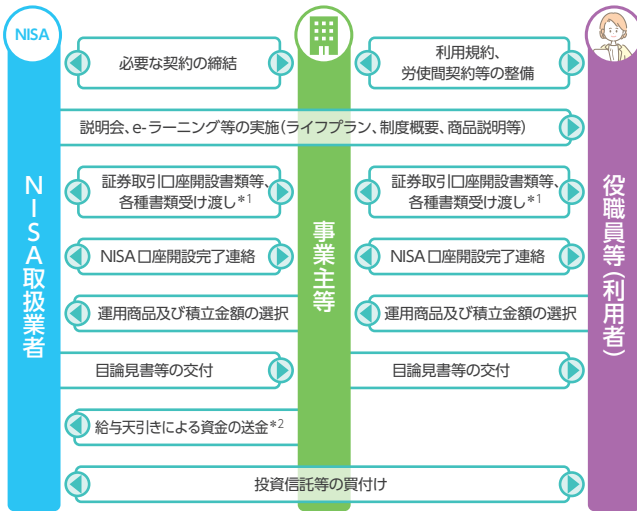 NISA
必要な契約の締結
利用規約、
労使間契約等の整備
説明会、e-ラーニング等の実施（ライフプラン、制度概要、商品説明等）
証券取引口座開設書類等、
各種書類受け渡し*1
証券取引口座開設書類等、
各種書類受け渡し*1
NISA口座開設完了連絡
NISA口座開設完了連絡
運用商品及び積立金額の選択
運用商品及び積立金額の選択
目論見書等の交付
目論見書等の交付
給与天引きによる資金の送金*2
投資信託等の買付け
NISA取扱業者
事業主等
役職員等（利用者）